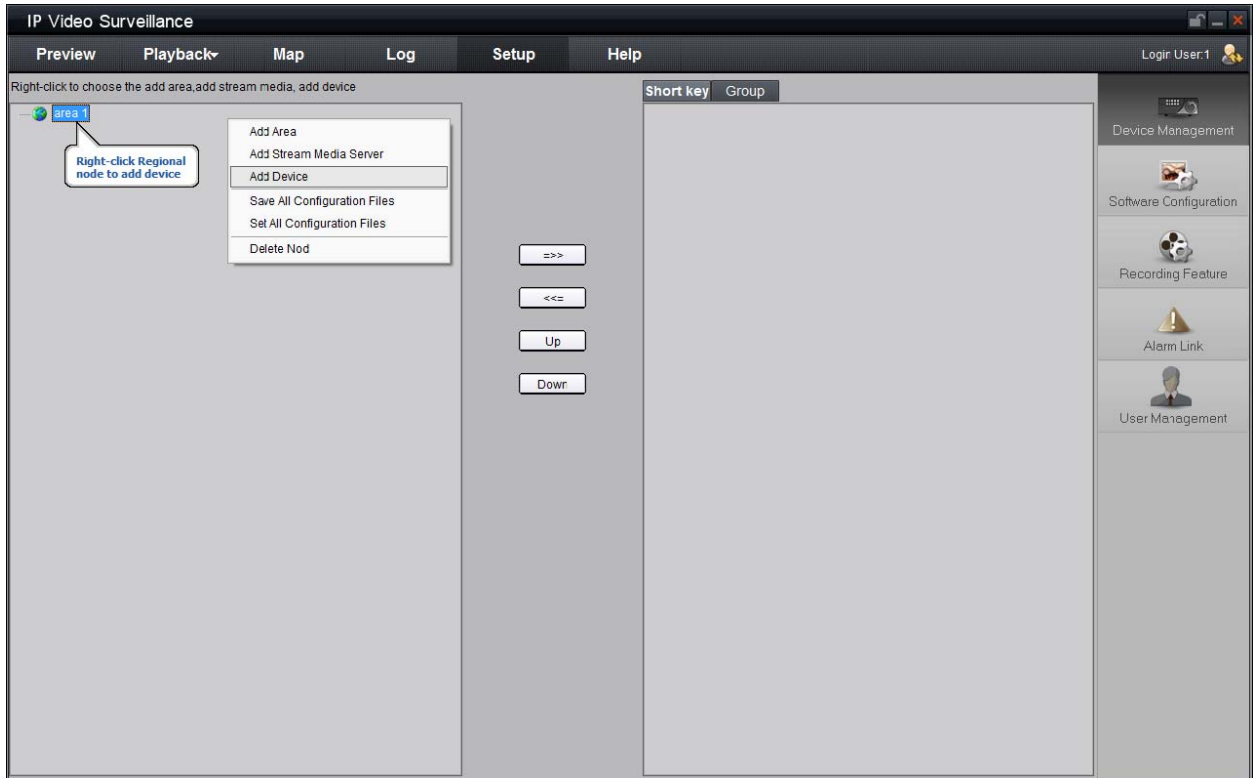 IP Video Surveillance
Preview Playback Map Log Setup Help Login User:1
Right-click to choose the add area,add stream media, add device
Short key Group
area 1
Right-click Regional
node to add device
Add Area
Add Stream Media Server
Add Device
Save All Configuration Files
Set All Configuration Files
Delete Nod
=>>
<<=
Up
Down
Device Management
Software Configuration
Recording Feature
Alarm Link
User Management